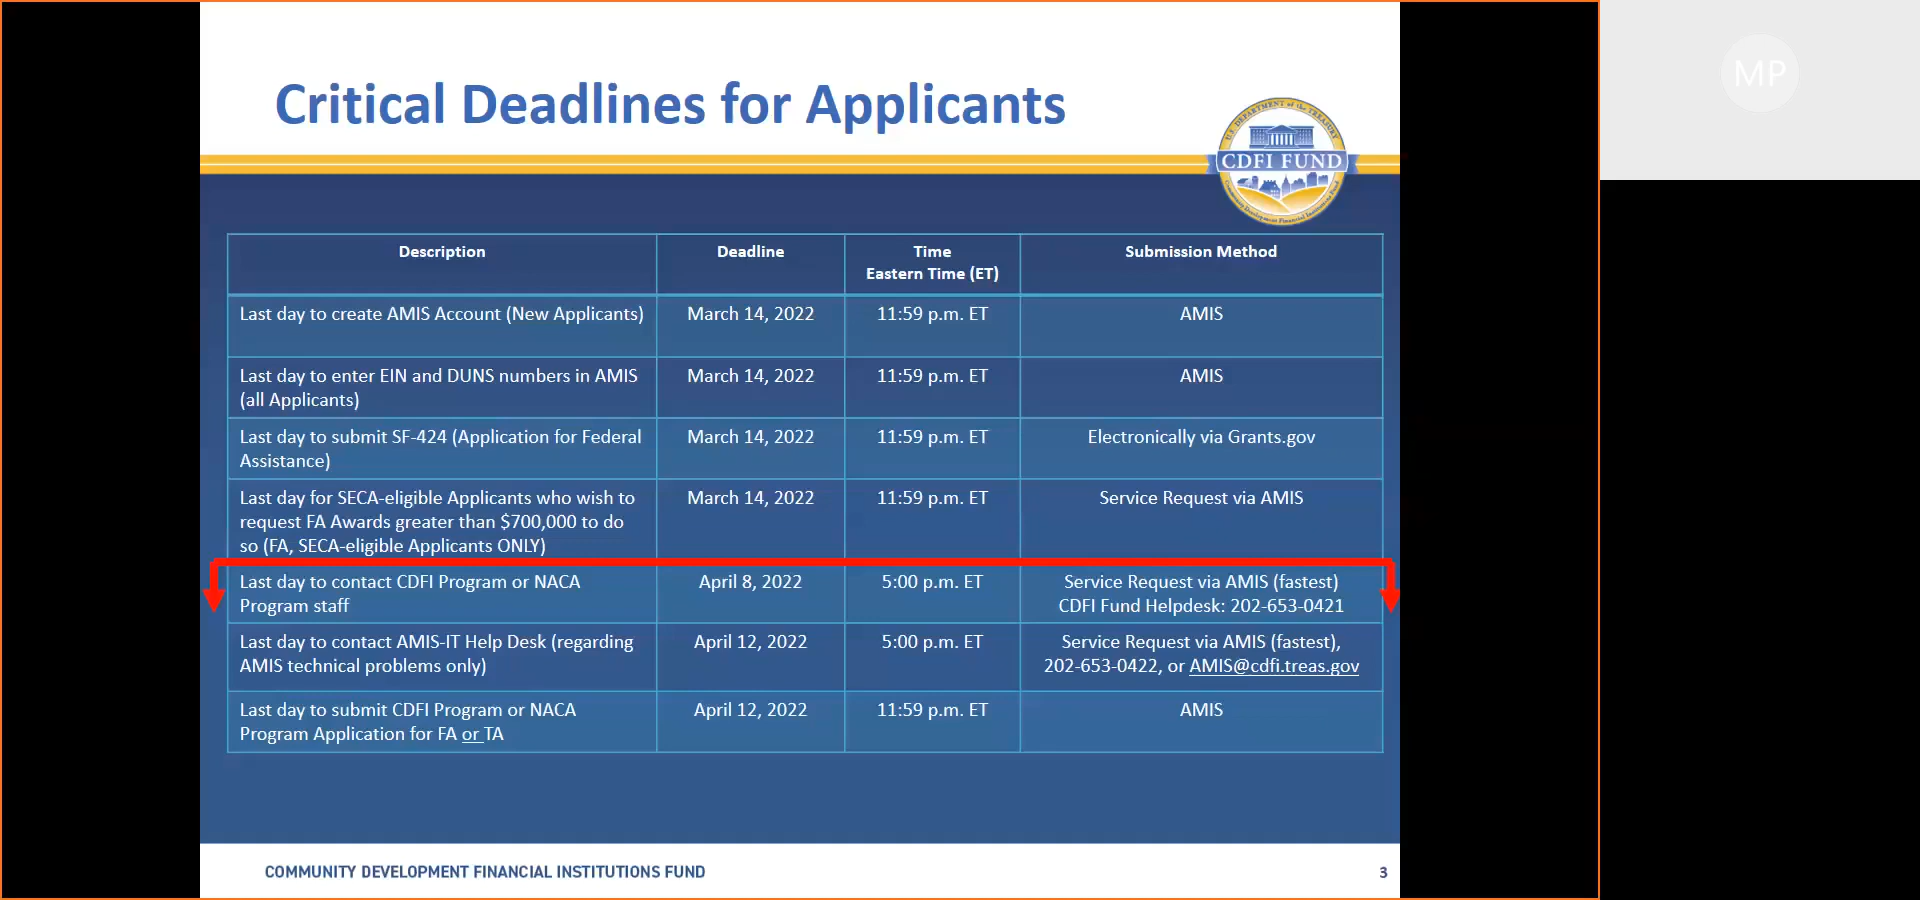 MP
Critical Deadlines for Applicants
U.S. DEPARTMENT of the TREASURY
CDFI FUND
Community Development Financial Institutions Fund
Description
Deadline
Time
Eastern Time (ET)
Submission Method
Last day to create AMIS Account (New Applicants)
March 14, 2022
11:59 p.m. ET
AMIS
Last day to enter EIN and DUNS numbers in AMIS
(all Applicants)
March 14, 2022
11:59 p.m. ET
AMIS
Last day to submit SF-424 (Application for Federal
Assistance)
March 14, 2022
11:59 p.m. ET
Electronically via Grants.gov
Last day for SECA-eligible Applicants who wish to
request FA Awards greater than $700,000 to do
so (FA, SECA-eligible Applicants ONLY)
March 14, 2022
11:59 p.m. ET
Service Request via AMIS
Last day to contact CDFI Program or NACA
Program staff
April 8, 2022
5:00 p.m. ET
Service Request via AMIS (fastest)
CDFI Fund Helpdesk: 202-653-0421
Last day to contact AMIS-IT Help Desk (regarding
AMIS technical problems only)
April 12, 2022
5:00 p.m. ET
Service Request via AMIS (fastest),
202-653-0422, or AMIS@cdfi.treas.gov
Last day to submit CDFI Program or NACA
Program Application for FA or TA
April 12, 2022
11:59 p.m. ET
AMIS
COMMUNITY DEVELOPMENT FINANCIAL INSTITUTIONS FUND
3